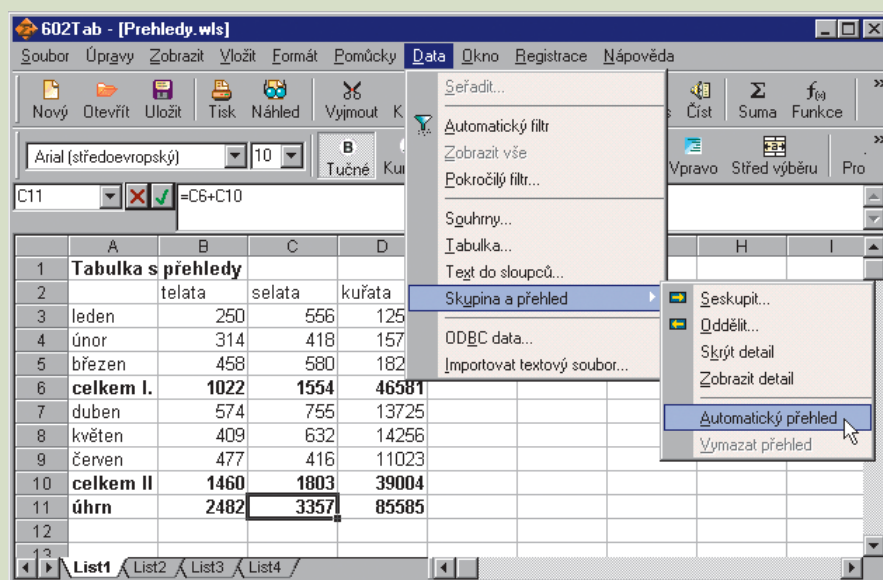 602Tab - [Prehledy.wls]
Soubor Úpravy Zobrazit Vložit Formát Pomůcky Data Okno Registrace Nápověda
Nový Otevřít Uložit Tisk Náhled Vyjmout K Číst Suma Funkce
Arial (středoevropský) 10 Tučné Vpravo Střed výběru Pro
C11 =C6+C10
Seřadit...
Automatický filtr
Zobrazit vše
Pokročilý filtr...
Souhrny...
Tabulka...
Text do sloupců...
Skupina a přehled
ODBC data...
Importovat textový soubor...
Seskupit...
Oddělit...
Skrýt detail
Zobrazit detail
Automatický přehled
Vymazat přehled
A B C D H I
1 Tabulka s přehledy
2 telata selata kuřata
3 leden 250 556 125
4 únor 314 418 157
5 březen 458 580 182
6 celkem I. 1022 1554 46581
7 duben 574 755 13725
8 květen 409 632 14256
9 červen 477 416 11023
10 celkem II 1460 1803 39004
11 úhrn 2482 3357 85585
12
13
List1 List2 List3 List4